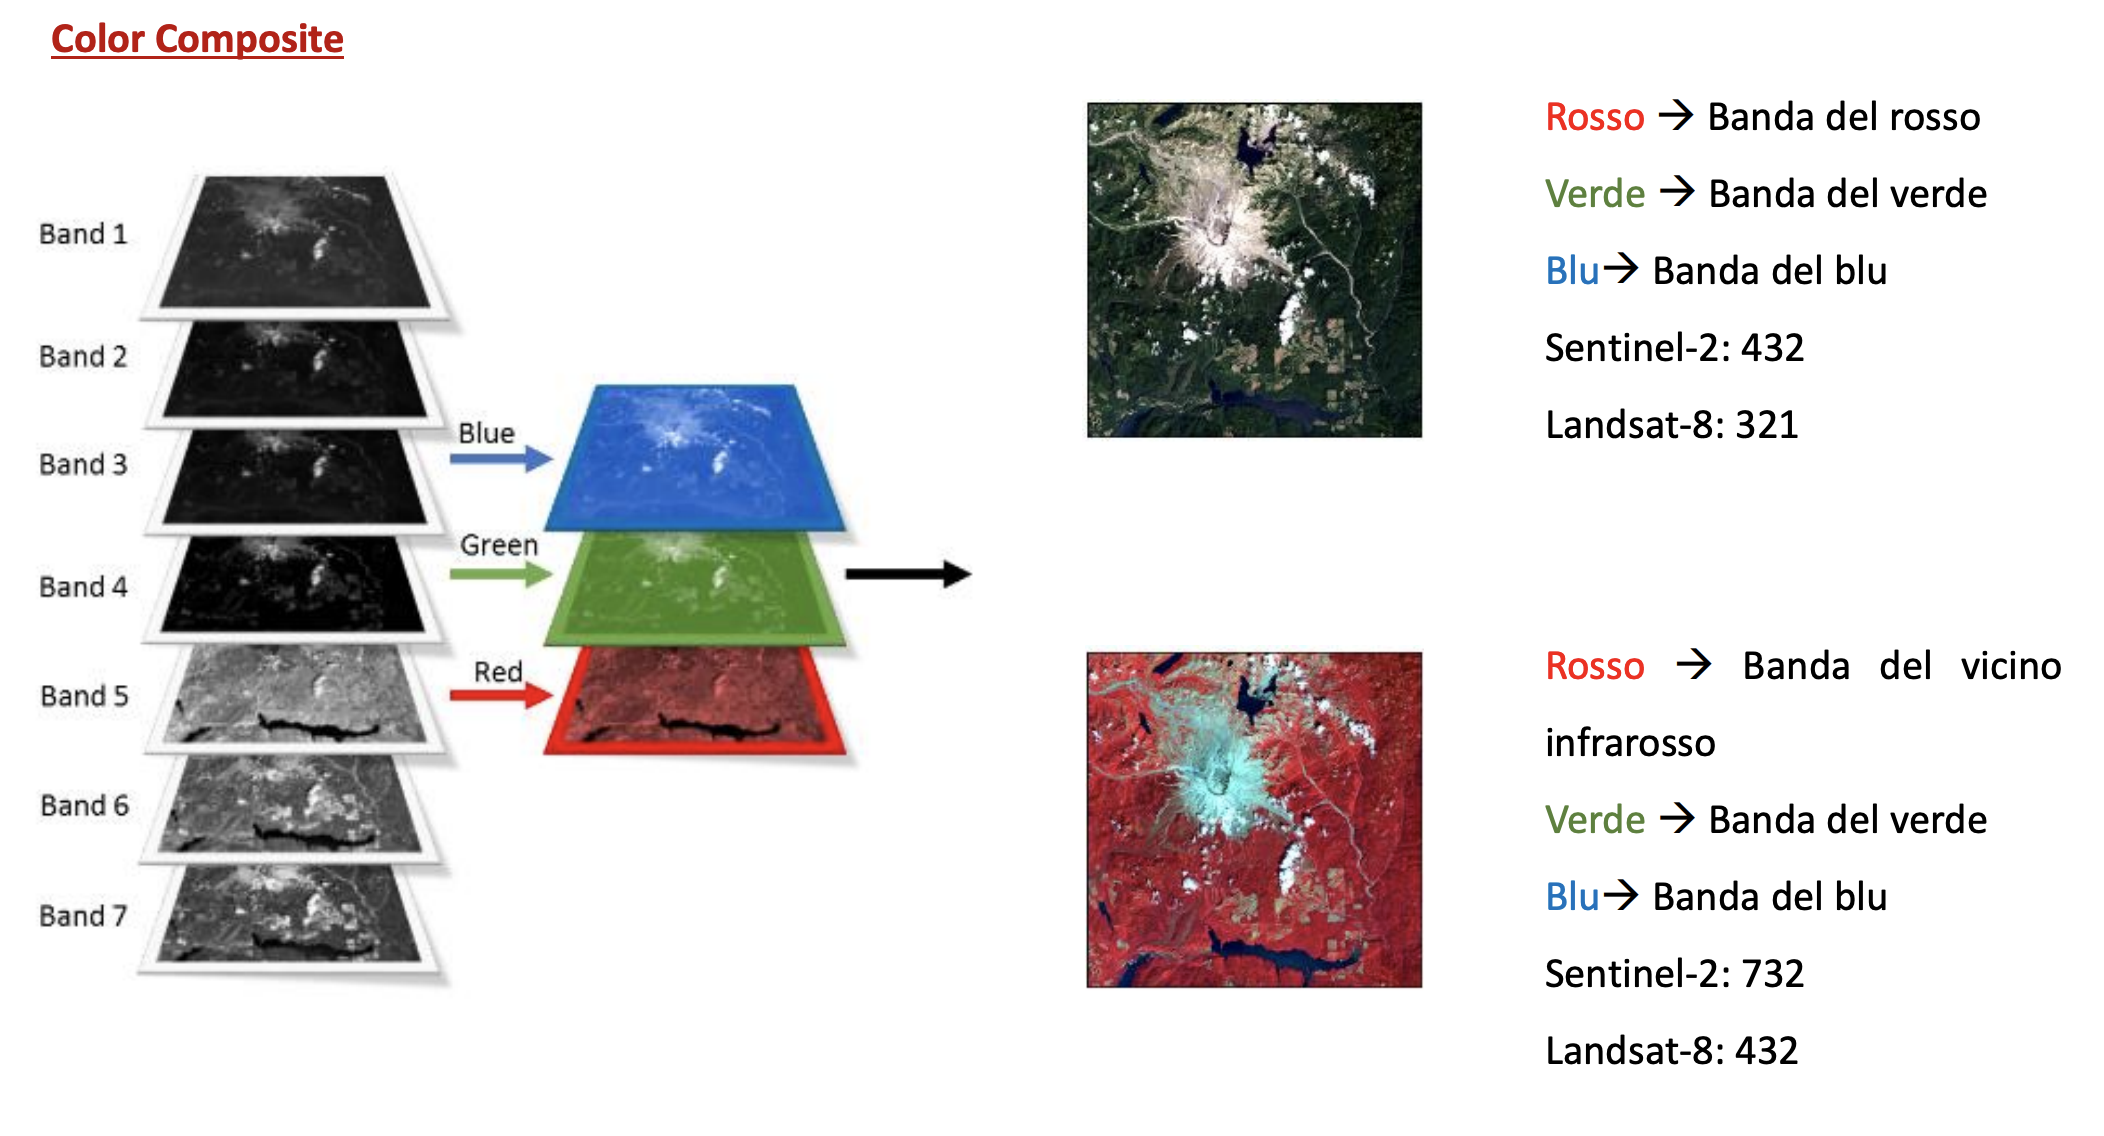 Color Composite
Band 1
Band 2
Band 3
Band 4
Band 5
Band 6
Band 7
Blue
Green
Red
Rosso → Banda del rosso
Verde → Banda del verde
Blu→ Banda del blu
Sentinel-2: 432
Landsat-8: 321
Rosso → Banda del vicino
infrarosso
Verde → Banda del verde
Blu→ Banda del blu
Sentinel-2: 732
Landsat-8: 432